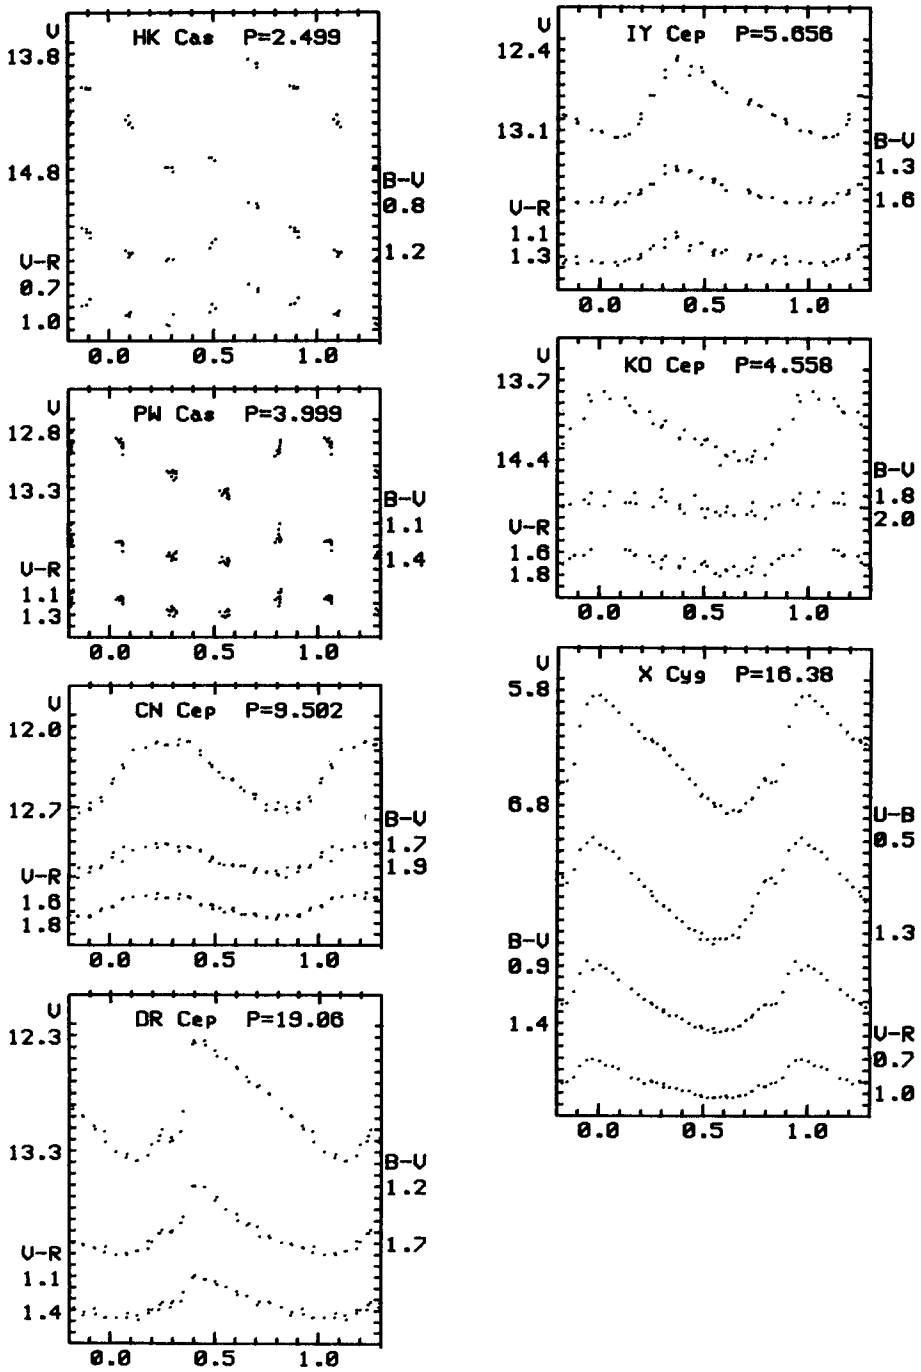 V
HK Cas P=2.499
13.8
14.8
B-V
0.8
1.2
V-R
0.7
1.0
0.0 0.5 1.0
V
PW Cas P=3.999
12.8
13.3
B-V
1.1
1.4
V-R
1.1
1.3
0.0 0.5 1.0
V
CN Cep P=9.502
12.0
12.7
B-V
1.7
1.9
V-R
1.6
1.8
0.0 0.5 1.0
V
DR Cep P=19.06
12.3
13.3
B-V
1.2
1.7
V-R
1.1
1.4
0.0 0.5 1.0
V
IY Cep P=5.656
12.4
13.1
B-V
1.3
1.6
V-R
1.1
1.3
0.0 0.5 1.0
V
KO Cep P=4.558
13.7
14.4
B-V
1.8
2.0
V-R
1.6
1.8
0.0 0.5 1.0
V
X Cyg P=16.38
5.8
6.8
U-B
0.5
1.3
B-V
0.9
1.4
V-R
0.7
1.0
0.0 0.5 1.0